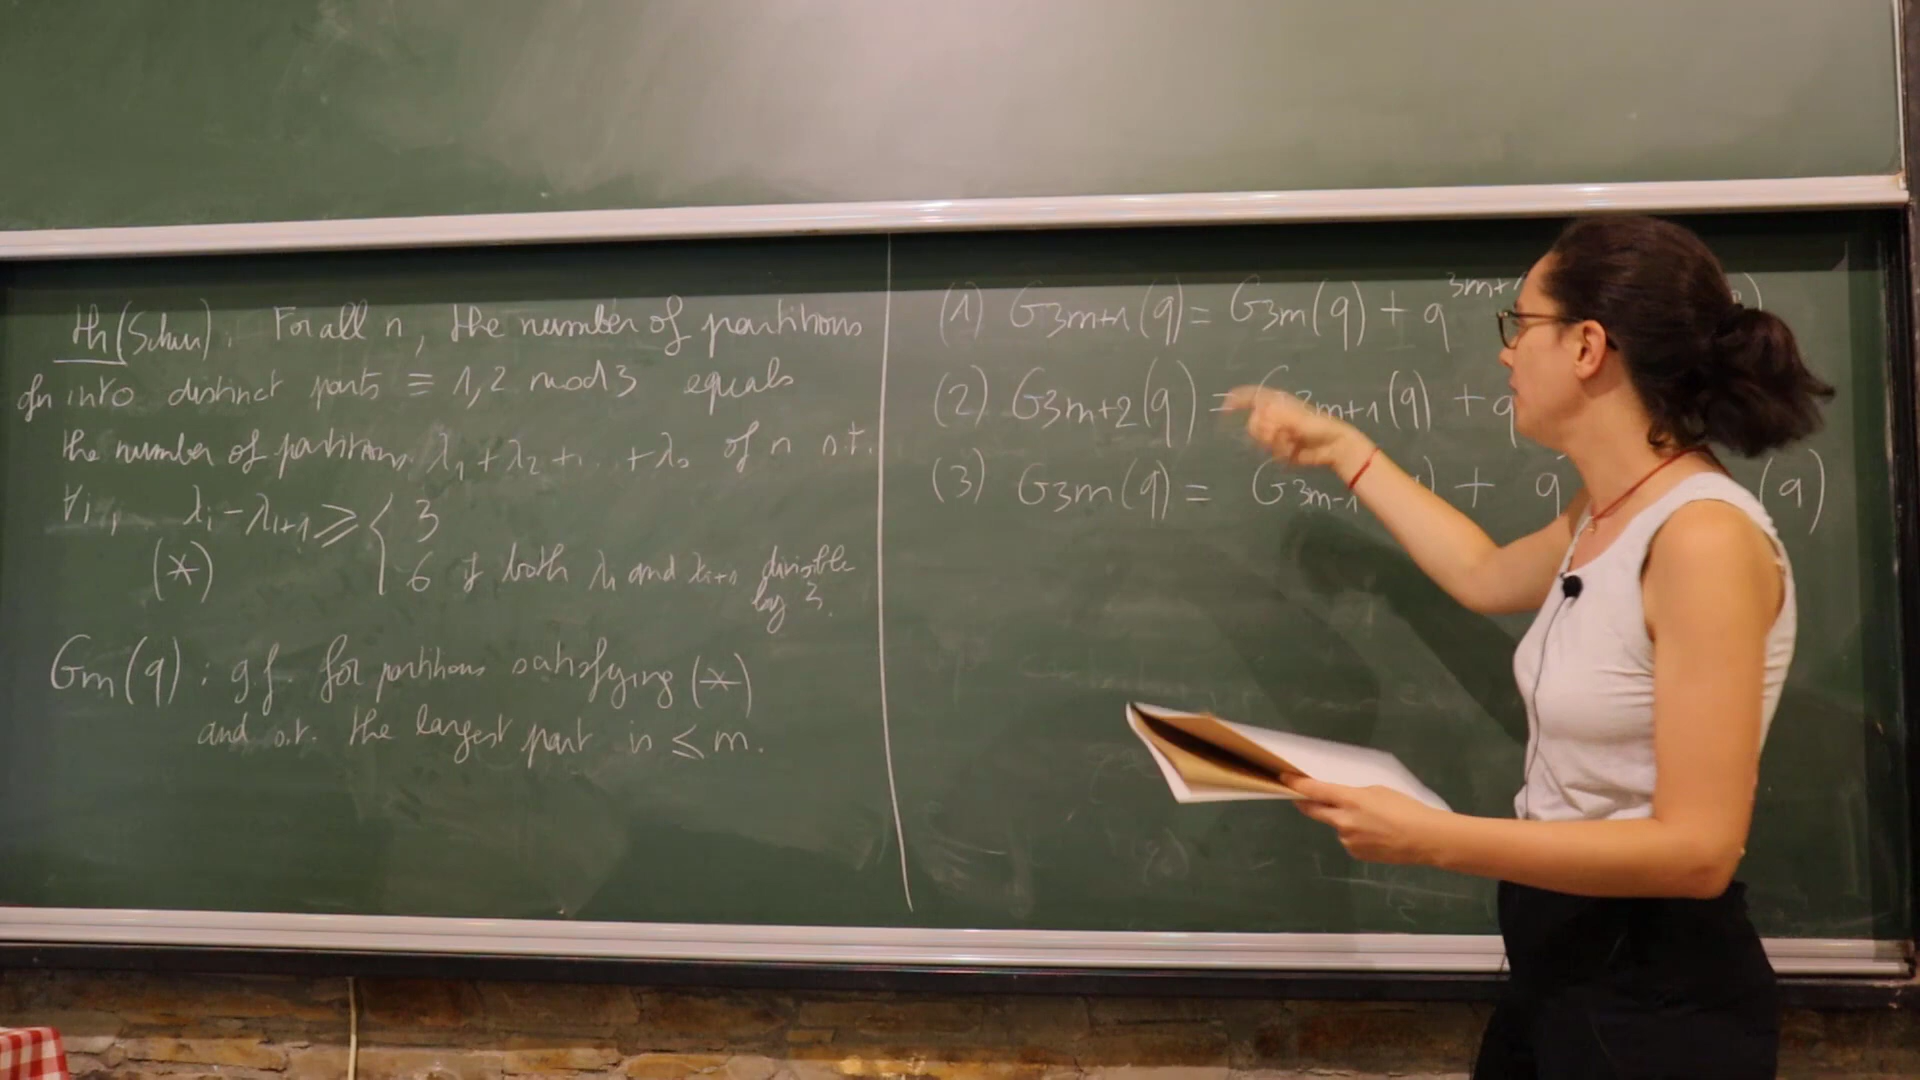 th (Schur). For all n, the number of partitions
of n into distinct parts ≡ 1,2 mod 3 equals
the number of partitions λ₁+λ₂+...+λₛ of n s.t.
∀i, λᵢ-λᵢ₊₁ ≥ { 3
(*) 6 if both λᵢ and λᵢ₊₁ divisible
by 3.
Gm(q): gf for partitions satisfying (*)
and s.t. the largest part is ≤ m.
(1) G3m+1(q) = G3m(q) + q^3m+
(2) G3m+2(q) = G3m+1(q) + q
(3) G3m(q) = G3m-1 ) + q (q)